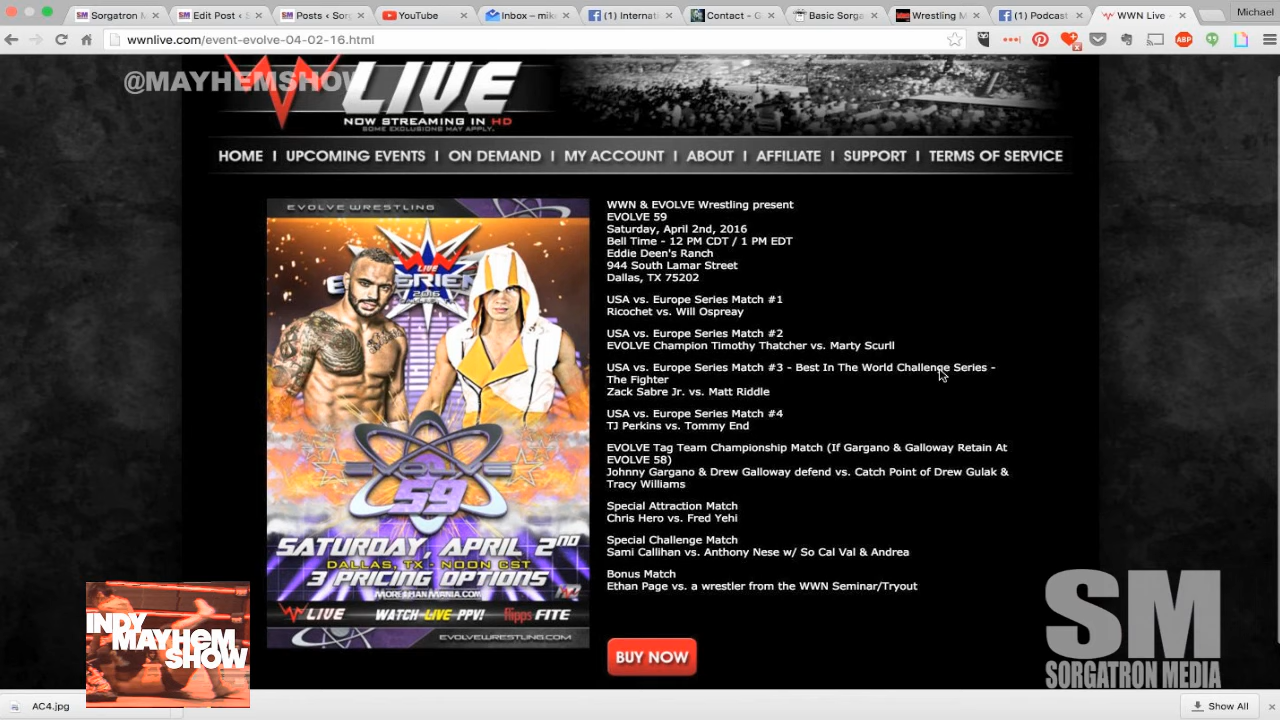 Sorgatron M
Edit Post ‹ S
Posts ‹ Sorg
YouTube
Inbox – mike
(1) Internati
Contact - G
Basic Sorga
Wrestling M
(1) Podcast
WWN Live -
Michael
wwnlive.com/event-evolve-04-02-16.html
ABP
@MAYHEMSHOW
LIVE
NOW STREAMING IN HD
SOME EXCLUSIONS MAY APPLY.
HOME | UPCOMING EVENTS | ON DEMAND | MY ACCOUNT | ABOUT | AFFILIATE | SUPPORT | TERMS OF SERVICE
EVOLVE WRESTLING
LIVE
2016
EVOLVE
59
SATURDAY, APRIL 2ND
DALLAS, TX - NOON CST
3 PRICING OPTIONS
MORETHANMANIA.COM
LIVE WATCH LIVE PPV! flipps FITE
EVOLVEWRESTLING.COM
WWN & EVOLVE Wrestling present
EVOLVE 59
Saturday, April 2nd, 2016
Bell Time - 12 PM CDT / 1 PM EDT
Eddie Deen's Ranch
944 South Lamar Street
Dallas, TX 75202
USA vs. Europe Series Match #1
Ricochet vs. Will Ospreay
USA vs. Europe Series Match #2
EVOLVE Champion Timothy Thatcher vs. Marty Scurll
USA vs. Europe Series Match #3 - Best In The World Challenge Series -
The Fighter
Zack Sabre Jr. vs. Matt Riddle
USA vs. Europe Series Match #4
TJ Perkins vs. Tommy End
EVOLVE Tag Team Championship Match (If Gargano & Galloway Retain At
EVOLVE 58)
Johnny Gargano & Drew Galloway defend vs. Catch Point of Drew Gulak &
Tracy Williams
Special Attraction Match
Chris Hero vs. Fred Yehi
Special Challenge Match
Sami Callihan vs. Anthony Nese w/ So Cal Val & Andrea
Bonus Match
Ethan Page vs. a wrestler from the WWN Seminar/Tryout
BUY NOW
INDY
MAYHEM
SHOW
SM
SORGATRON MEDIA
AC4.jpg
Show All